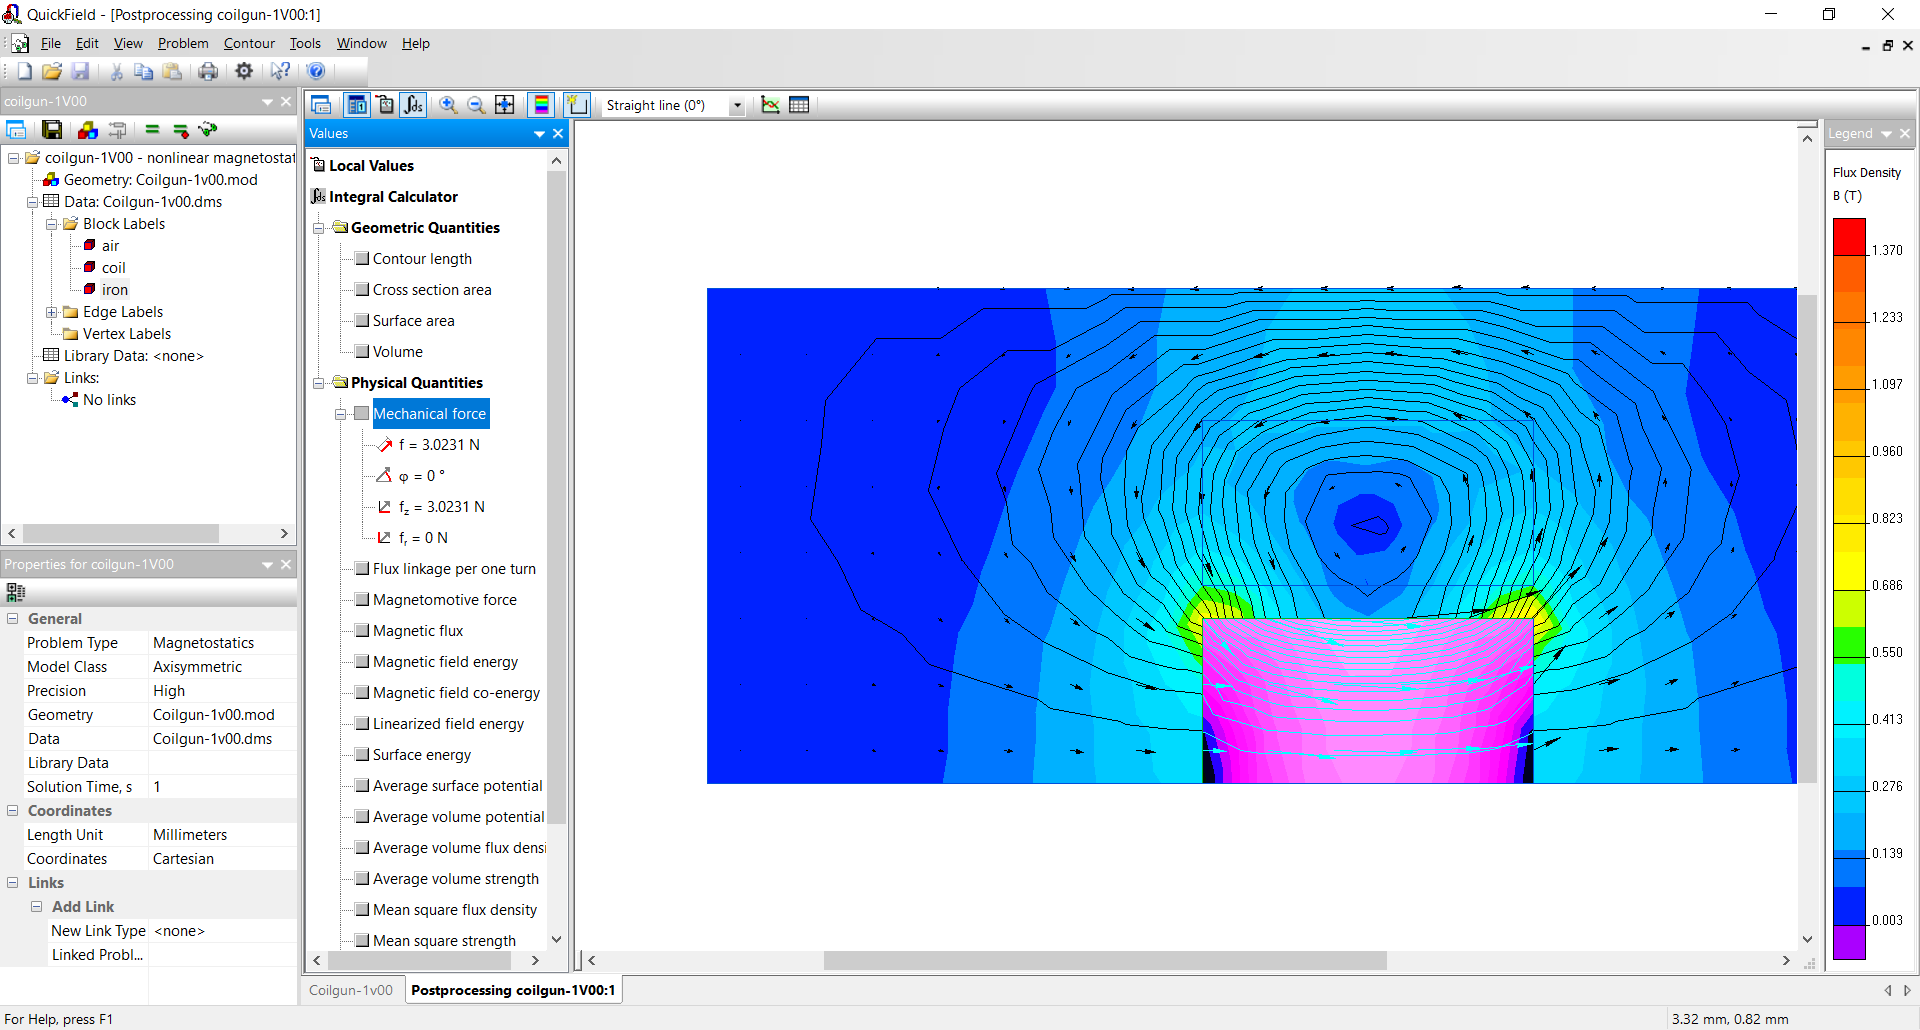 QuickField - [Postprocessing coilgun-1V00:1]
File Edit View Problem Contour Tools Window Help
coilgun-1V00
coilgun-1V00 - nonlinear magnetostat
Geometry: Coilgun-1v00.mod
Data: Coilgun-1v00.dms
Block Labels
air
coil
iron
Edge Labels
Vertex Labels
Library Data: <none>
Links:
No links
Properties for coilgun-1V00
General
Problem Type Magnetostatics
Model Class Axisymmetric
Precision High
Geometry Coilgun-1v00.mod
Data Coilgun-1v00.dms
Library Data
Solution Time, s 1
Coordinates
Length Unit Millimeters
Coordinates Cartesian
Links
Add Link
New Link Type <none>
Linked Probl...
Straight line (0°)
Values
Local Values
Integral Calculator
Geometric Quantities
Contour length
Cross section area
Surface area
Volume
Physical Quantities
Mechanical force
f = 3.0231 N
φ = 0 °
fz = 3.0231 N
fr = 0 N
Flux linkage per one turn
Magnetomotive force
Magnetic flux
Magnetic field energy
Magnetic field co-energy
Linearized field energy
Surface energy
Average surface potential
Average volume potential
Average volume flux densi
Average volume strength
Mean square flux density
Mean square strength
Legend
Flux Density
B (T)
1.370
1.233
1.097
0.960
0.823
0.686
0.550
0.413
0.276
0.139
0.003
Coilgun-1v00
Postprocessing coilgun-1V00:1
For Help, press F1
3.32 mm, 0.82 mm